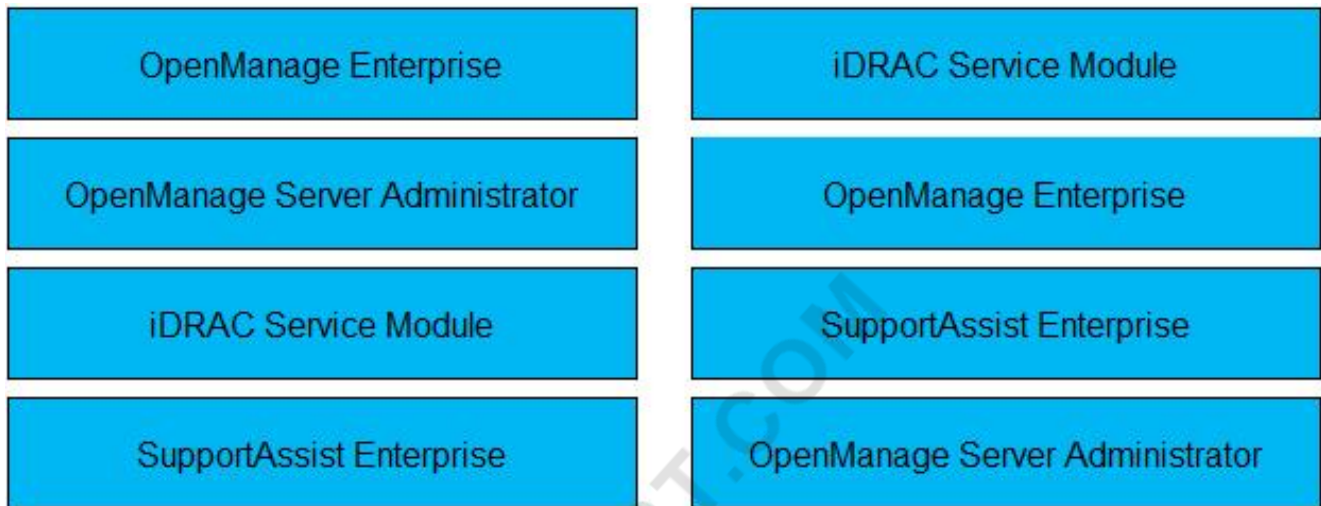 OpenManage Enterprise
OpenManage Server Administrator
iDRAC Service Module
SupportAssist Enterprise
iDRAC Service Module
OpenManage Enterprise
SupportAssist Enterprise
OpenManage Server Administrator
T.COM